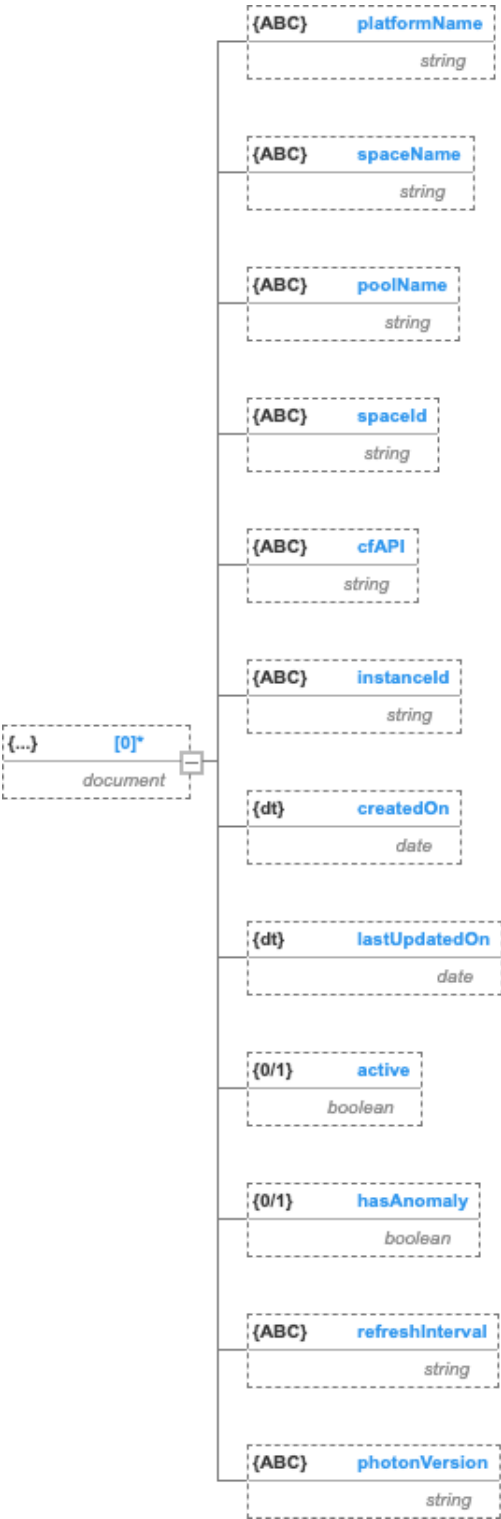 {ABC} platformName
string
{ABC} spaceName
string
{ABC} poolName
string
{ABC} spaceId
string
{ABC} cfAPI
string
{ABC} instanceId
string
{...} [0]*
document
{dt} createdOn
date
{dt} lastUpdatedOn
date
{0/1} active
boolean
{0/1} hasAnomaly
boolean
{ABC} refreshInterval
string
{ABC} photonVersion
string